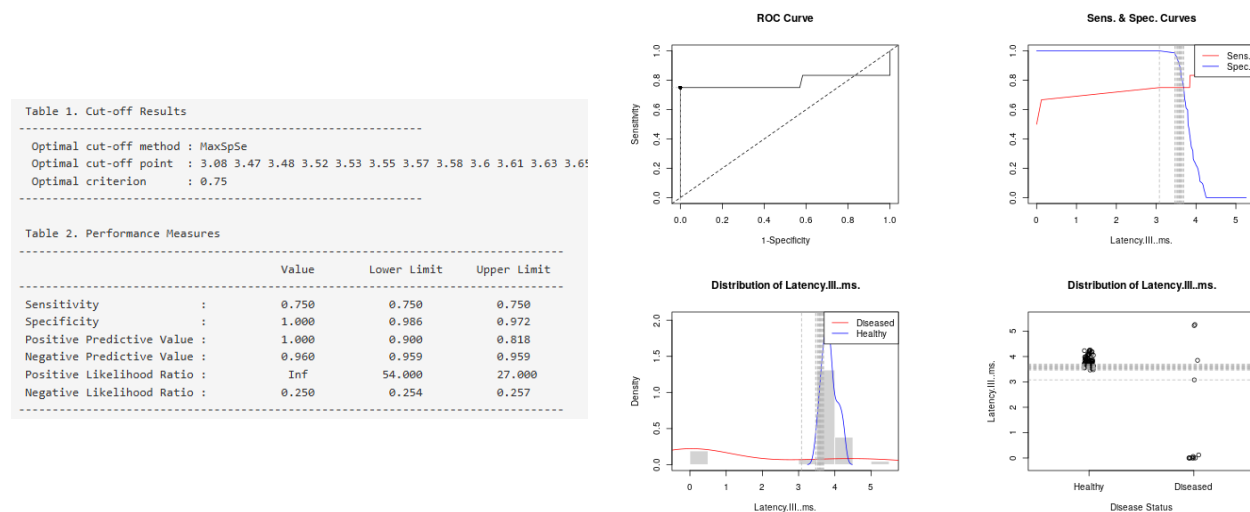 Table 1. Cut-off Results
---------------------------------------------------------------
Optimal cut-off method : MaxSpSe
Optimal cut-off point : 3.08 3.47 3.48 3.52 3.53 3.55 3.57 3.58 3.6 3.61 3.63 3.65
Optimal criterion : 0.75
---------------------------------------------------------------
Table 2. Performance Measures
---------------------------------------------------------------
Value Lower Limit Upper Limit
---------------------------------------------------------------
Sensitivity : 0.750 0.750 0.750
Specificity : 1.000 0.986 0.972
Positive Predictive Value : 1.000 0.900 0.818
Negative Predictive Value : 0.960 0.959 0.959
Positive Likelihood Ratio : Inf 54.000 27.000
Negative Likelihood Ratio : 0.250 0.254 0.257
---------------------------------------------------------------
ROC Curve
Sensitivity
1.0
0.8
0.6
0.4
0.2
0.0
0.0 0.2 0.4 0.6 0.8 1.0
1-Specificity
Sens. & Spec. Curves
Sens.
Spec.
1.0
0.8
0.6
0.4
0.2
0.0
0 1 2 3 4 5
Latency.III..ms.
Distribution of Latency.III..ms.
Diseased
Healthy
Density
2.0
1.5
1.0
0.5
0.0
0 1 2 3 4 5
Latency.III..ms.
Distribution of Latency.III..ms.
Latency.III..ms.
5
4
3
2
1
0
Healthy Diseased
Disease Status